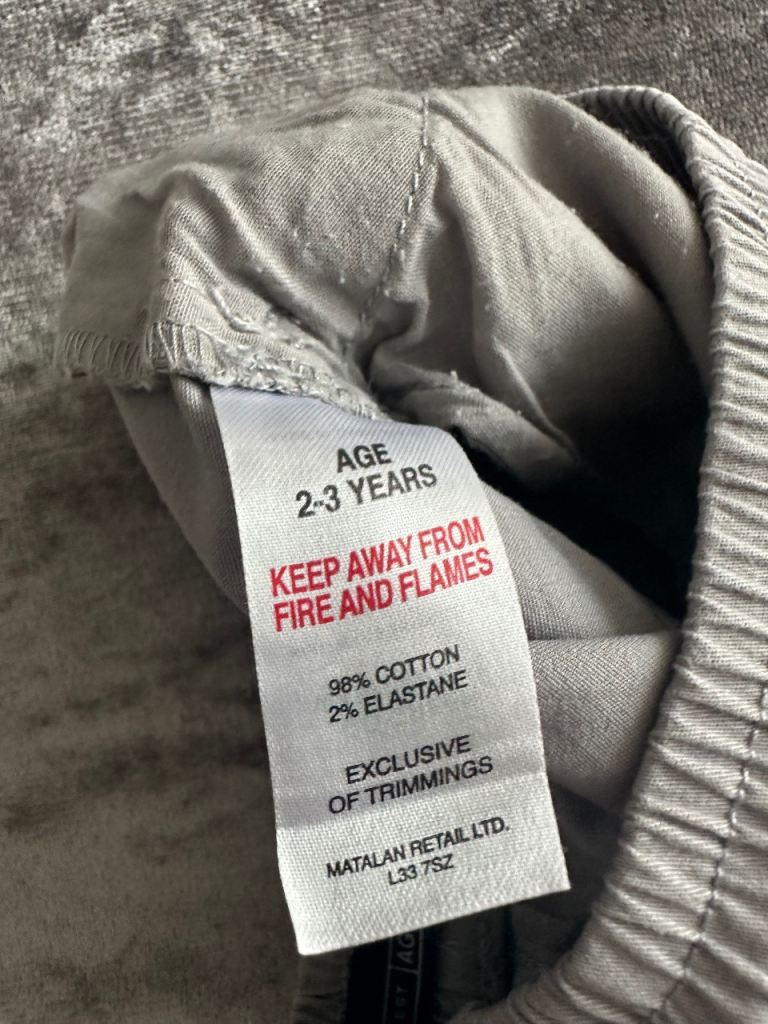 AGE
2-3 YEARS
KEEP AWAY FROM
FIRE AND FLAMES
98% COTTON
2% ELASTANE
EXCLUSIVE
OF TRIMMINGS
MATALAN RETAIL LTD.
L33 7SZ